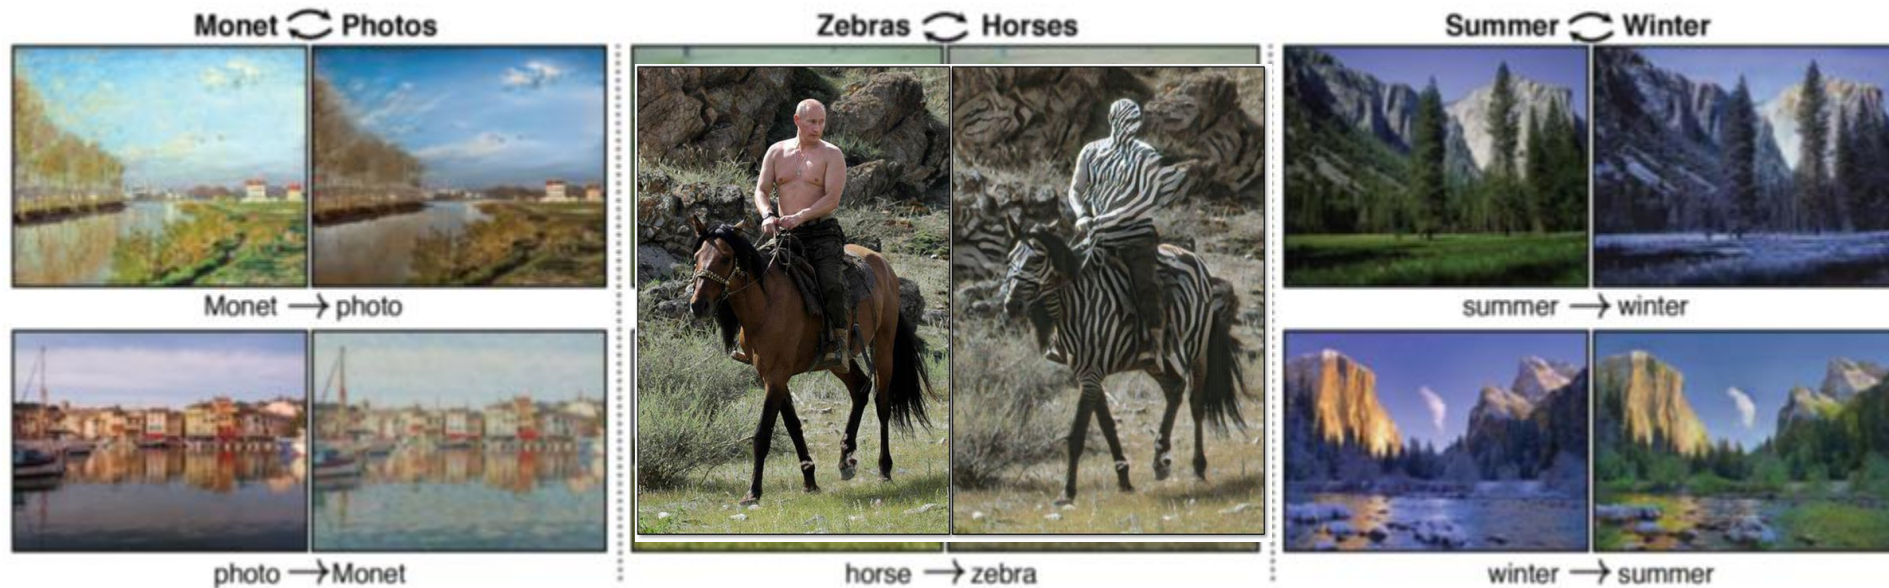 Monet Photos
Zebras Horses
Summer Winter
Monet → photo
summer → winter
photo → Monet
horse → zebra
winter → summer